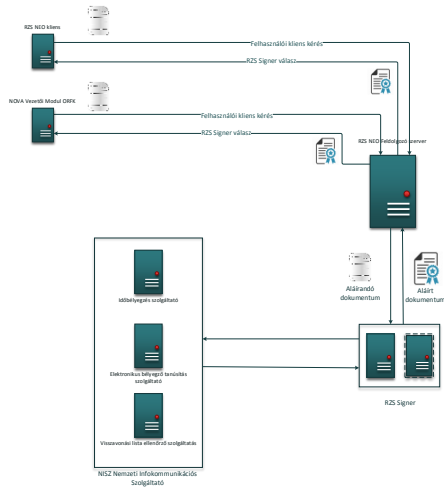 RZS NEO kliens
Felhasználói kliens kérés
RZS Signer válasz
NOVA Vezetői Modul ORFK
Felhasználói kliens kérés
RZS Signer válasz
RZS NEO Feldolgozó szerver
Aláírandó
dokumentum
Aláírt
dokumentum
Időbélyegzés szolgáltató
Elektronikus bélyegző tanúsítás
szolgáltató
Visszavonási lista ellenőrző szolgáltatás
RZS Signer
NISZ Nemzeti Infokommunikációs
Szolgáltató